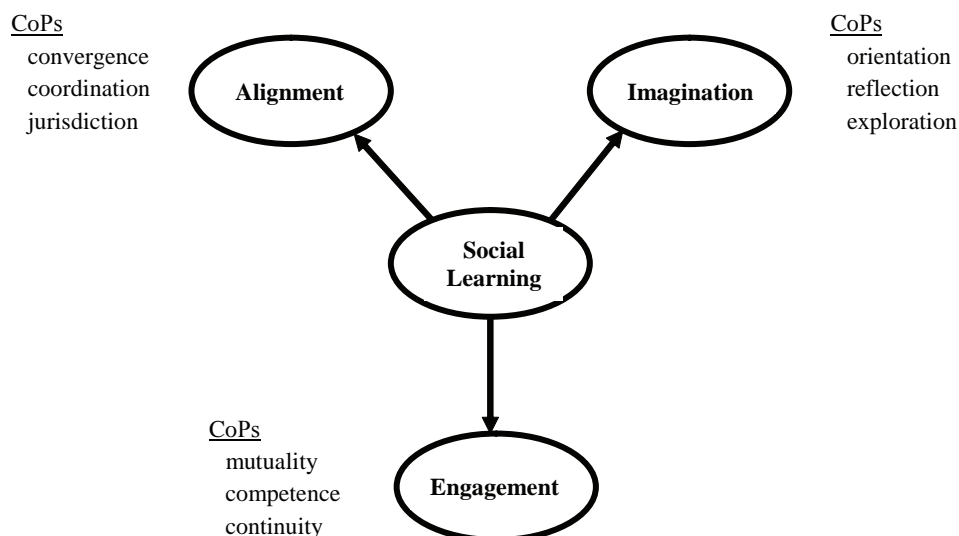 CoPs
convergence
coordination
jurisdiction
Alignment
Imagination
CoPs
orientation
reflection
exploration
Social
Learning
CoPs
mutuality
competence
continuity
Engagement